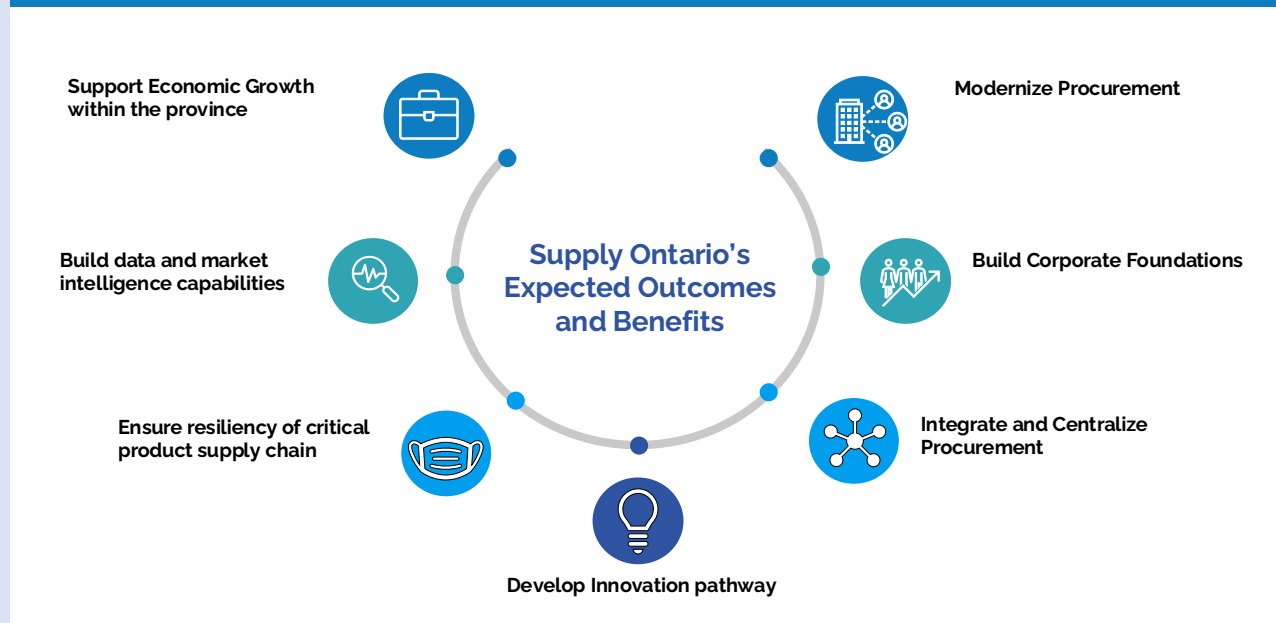 Support Economic Growth
within the province
Modernize Procurement
Build data and market
intelligence capabilities
Supply Ontario’s
Expected Outcomes
and Benefits
Build Corporate Foundations
Ensure resiliency of critical
product supply chain
Integrate and Centralize
Procurement
Develop Innovation pathway